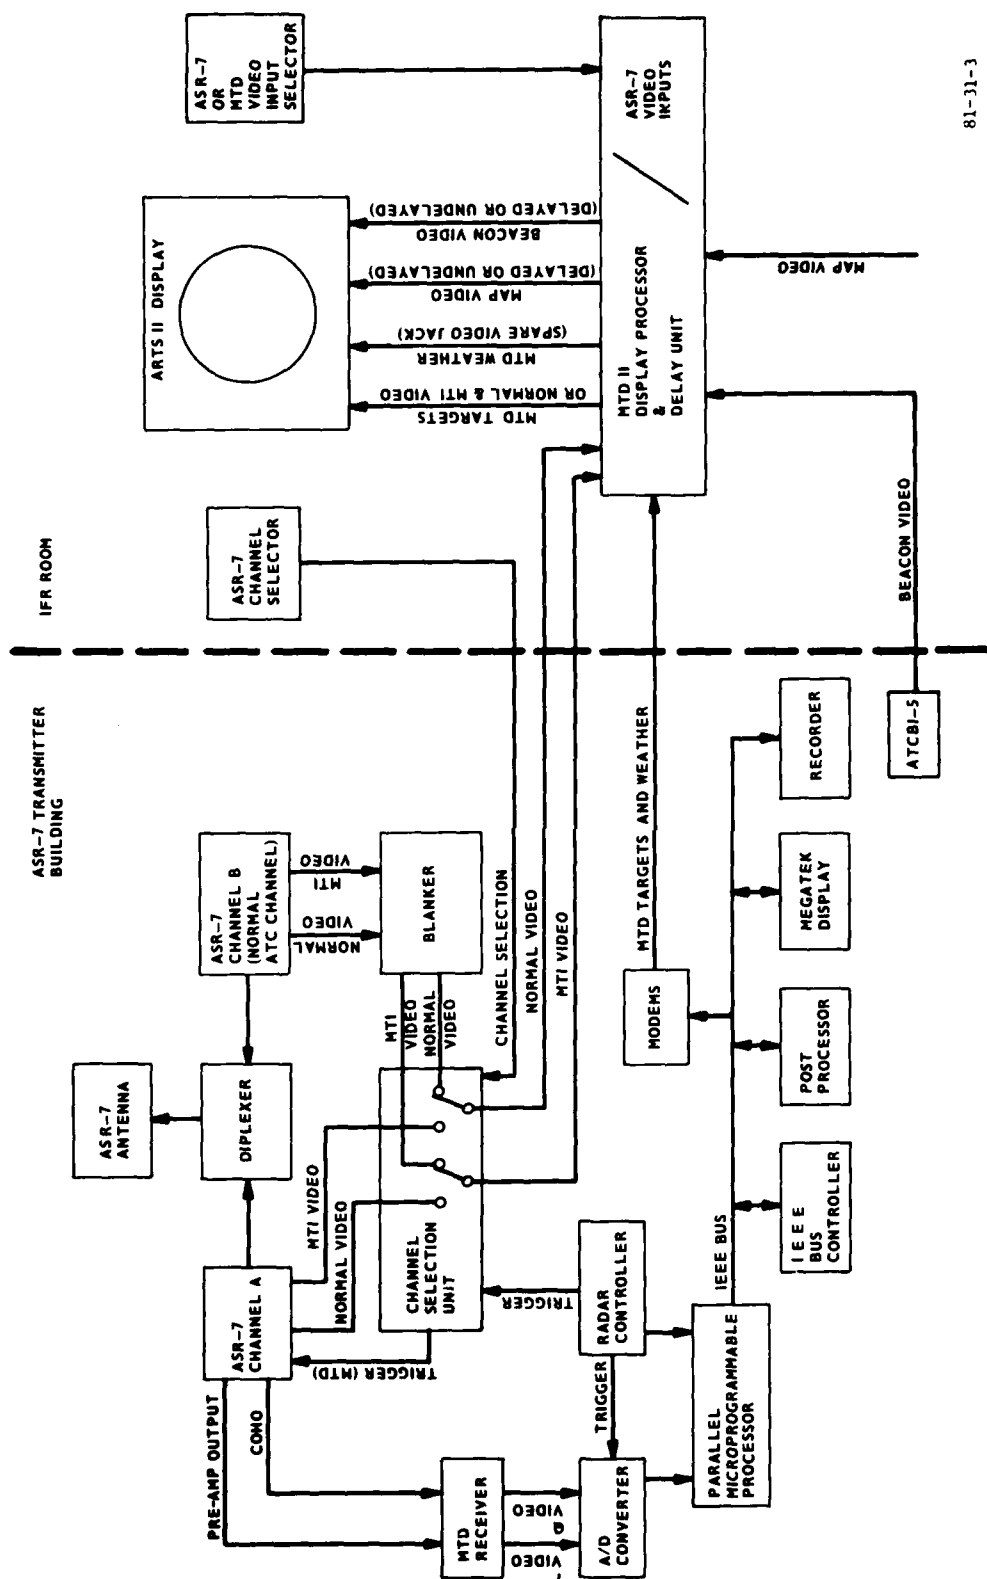 ASR-7 TRANSMITTER
BUILDING
IFR ROOM
ASR-7
ANTENNA
DIPLEXER
ASR-7
CHANNEL A
ASR-7
CHANNEL B
(NORMAL
ATC CHANNEL)
NORMAL
VIDEO
MTI
VIDEO
BLANKER
MTI
VIDEO
NORMAL
VIDEO
PRE-AMP OUTPUT
COHO
TRIGGER (MTD)
NORMAL VIDEO
MTI VIDEO
CHANNEL
SELECTION
UNIT
CHANNEL SELECTION
NORMAL VIDEO
MTI VIDEO
MTD
RECEIVER
VIDEO
Q
VIDEO
A/D
CONVERTER
TRIGGER
RADAR
CONTROLLER
TRIGGER
PARALLEL
MICROPROGRAMMABLE
PROCESSOR
IEEE BUS
IEEE
BUS
CONTROLLER
POST
PROCESSOR
MEGATEK
DISPLAY
RECORDER
MODEMS
MTD TARGETS AND WEATHER
ATCBI-5
BEACON VIDEO
ASR-7
CHANNEL
SELECTOR
ARTS II DISPLAY
MTD TARGETS
OR NORMAL & MTI VIDEO
MTD WEATHER
(SPARE VIDEO JACK)
MAP VIDEO
(DELAYED OR UNDELAYED)
BEACON VIDEO
(DELAYED OR UNDELAYED)
ASR-7
OR
MTD
VIDEO
INPUT
SELECTOR
MTD II
DISPLAY PROCESSOR
&
DELAY UNIT
ASR-7
VIDEO
INPUTS
MAP VIDEO
81-31-3